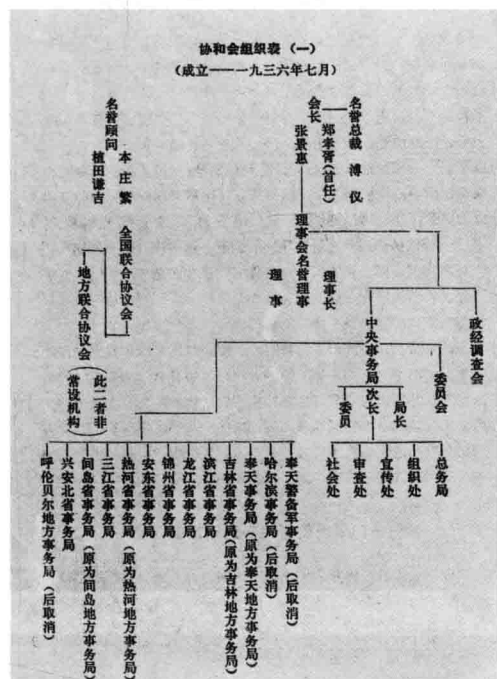 协和会组织表（一）
（成立——一九三六年七月）
名誉总裁 溥仪
会长
郑孝胥（首任）
张景惠
名誉顾问
本庄繁
植田谦吉
理事长
理事会名誉理事
理事
全国联合协议会
地方联合协议会
（此二者非
常设机构）
政经调查会
委员会
中央事务局
局长
次长
委员
总务局
组织处
宣传处
审查处
社会处
奉天警备军事务局（后取消）
哈尔滨事务局（后取消）
奉天事务局（原为奉天地方事务局）
吉林省事务局（原为吉林地方事务局）
滨江省事务局
龙江省事务局
锦州省事务局
安东省事务局
热河省事务局（原为热河地方事务局）
三江省事务局
间岛省事务局（原为间岛地方事务局）
兴安北省事务局
呼伦贝尔地方事务局（后取消）